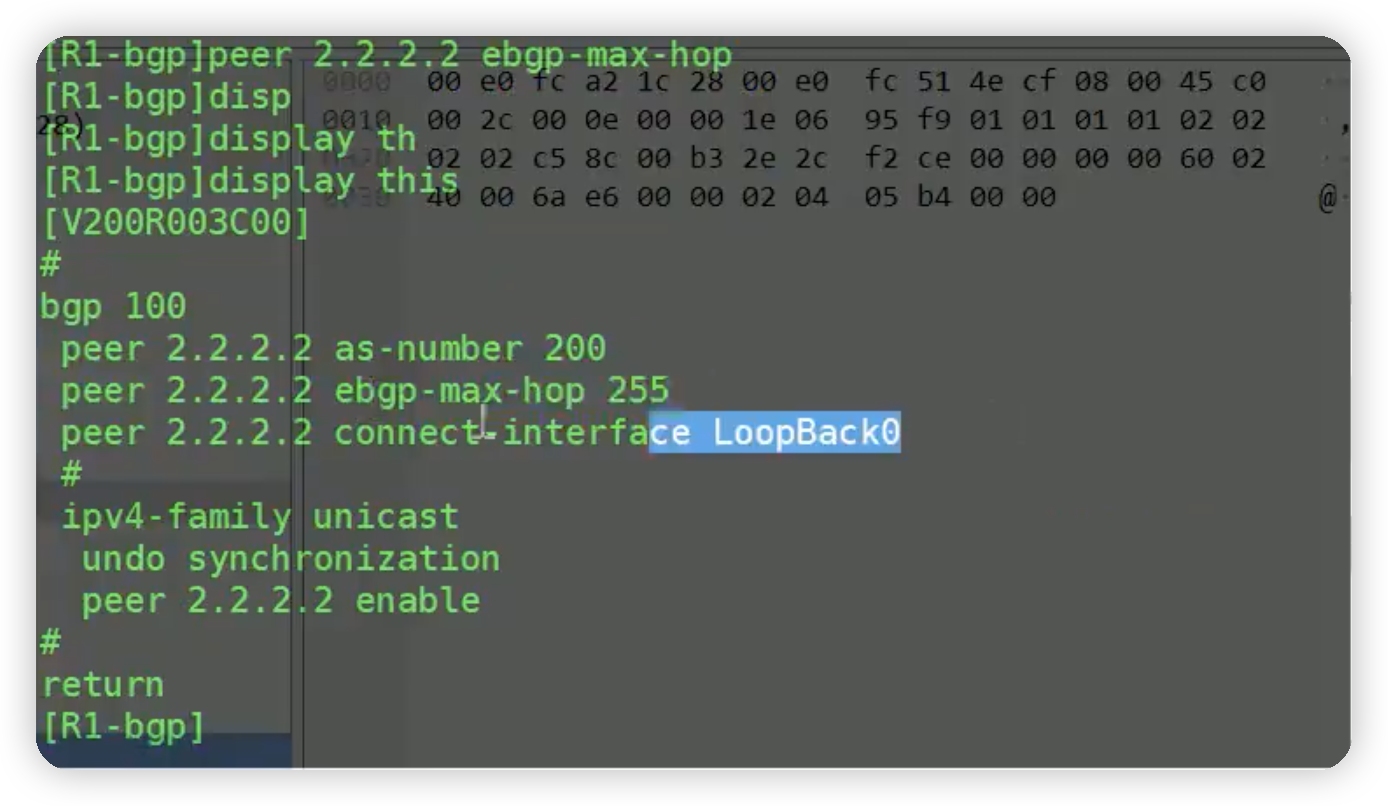 [R1-bgp]peer 2.2.2.2 ebgp-max-hop
[R1-bgp]disp
[R1-bgp]display th
[R1-bgp]display this
[V200R003C00]
#
bgp 100
peer 2.2.2.2 as-number 200
peer 2.2.2.2 ebgp-max-hop 255
peer 2.2.2.2 connect-interface LoopBack0
#
ipv4-family unicast
undo synchronization
peer 2.2.2.2 enable
#
return
[R1-bgp]
28)
0000 00 e0 fc a2 1c 28 00 e0 fc 51 4e cf 08 00 45 c0
0010 00 2c 00 0e 00 00 1e 06 95 f9 01 01 01 01 02 02 ,
0020 02 02 c5 8c 00 b3 2e 2c f2 ce 00 00 00 00 60 02
0030 40 00 6a e6 00 00 02 04 05 b4 00 00 @